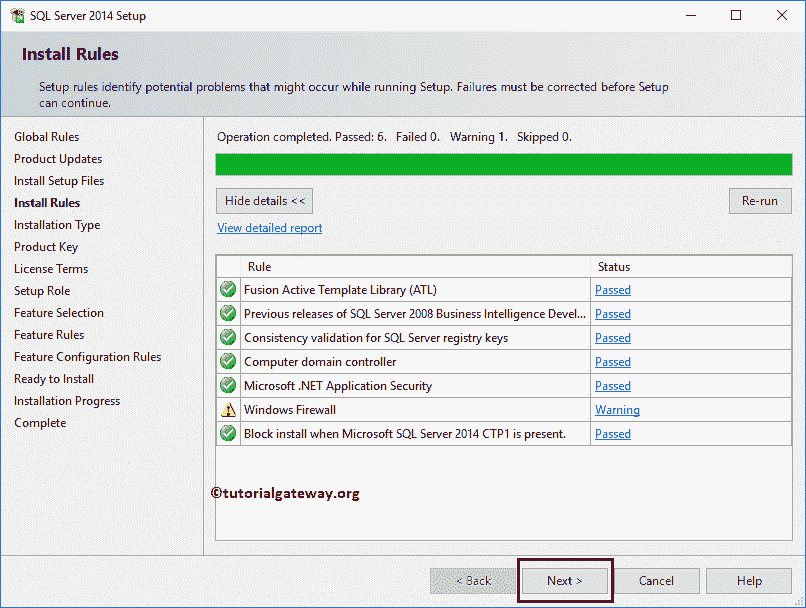 SQL Server 2014 Setup
Install Rules
Setup rules identify potential problems that might occur while running Setup. Failures must be corrected before Setup
can continue.
Global Rules
Product Updates
Install Setup Files
Install Rules
Installation Type
Product Key
License Terms
Setup Role
Feature Selection
Feature Rules
Feature Configuration Rules
Ready to Install
Installation Progress
Complete
Operation completed. Passed: 6. Failed 0. Warning 1. Skipped 0.
Hide details << Re-run
View detailed report
Rule Status
Fusion Active Template Library (ATL) Passed
Previous releases of SQL Server 2008 Business Intelligence Devel... Passed
Consistency validation for SQL Server registry keys Passed
Computer domain controller Passed
Microsoft .NET Application Security Passed
Windows Firewall Warning
Block install when Microsoft SQL Server 2014 CTP1 is present. Passed
©tutorialgateway.org
< Back Next > Cancel Help